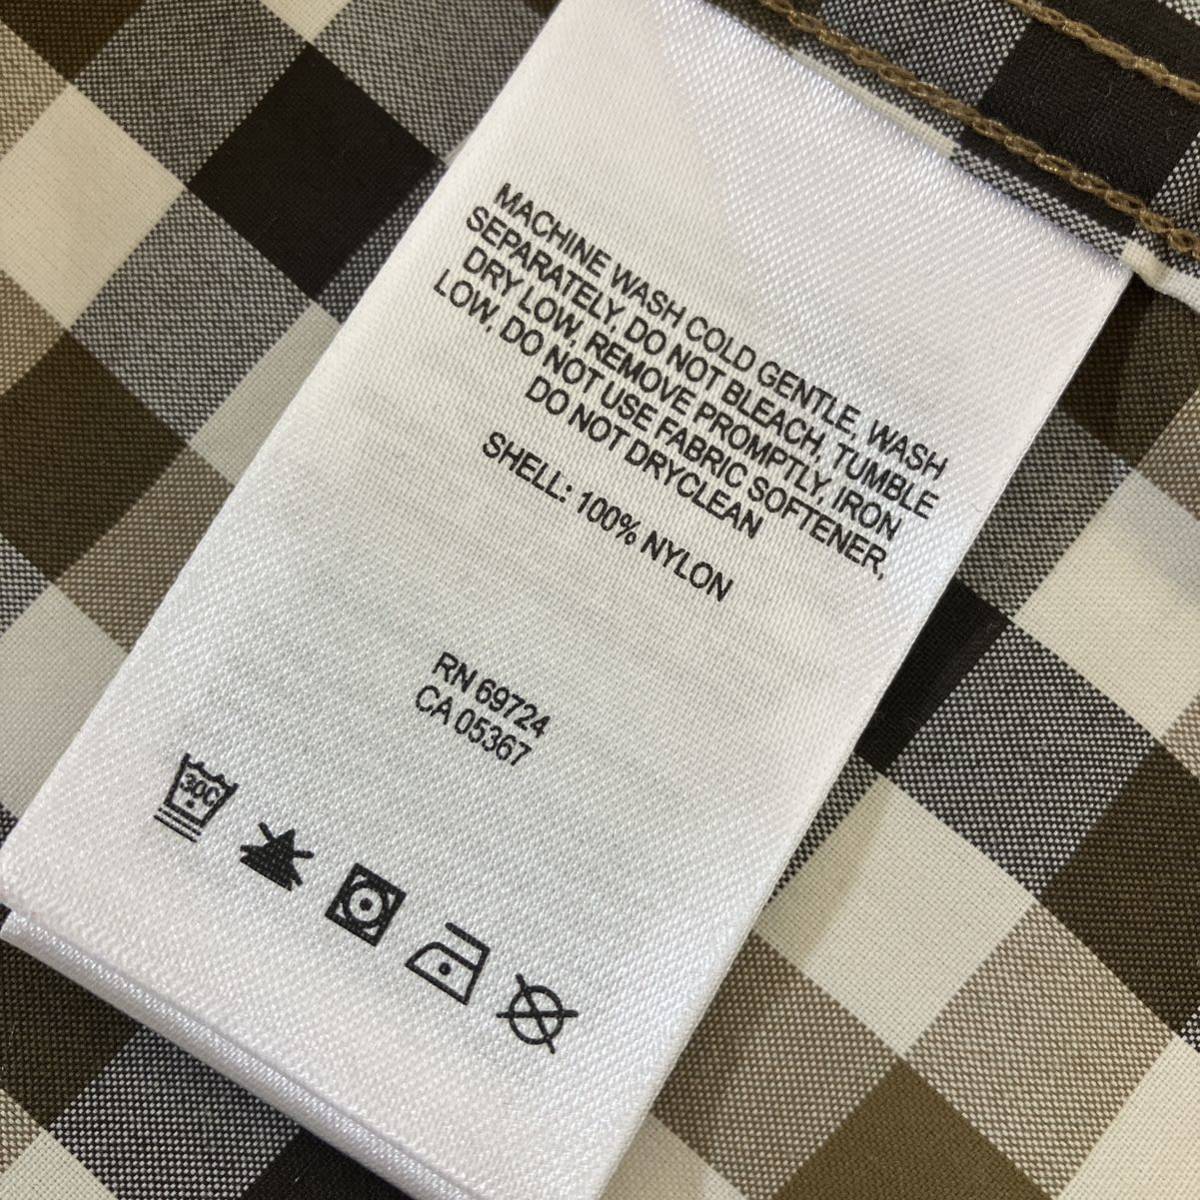 MACHINE WASH COLD GENTLE, WASH
SEPARATELY, DO NOT BLEACH, TUMBLE
DRY LOW, REMOVE PROMPTLY, IRON
LOW, DO NOT USE FABRIC SOFTENER,
DO NOT DRYCLEAN
SHELL: 100% NYLON
RN 69724
CA 05367
30C